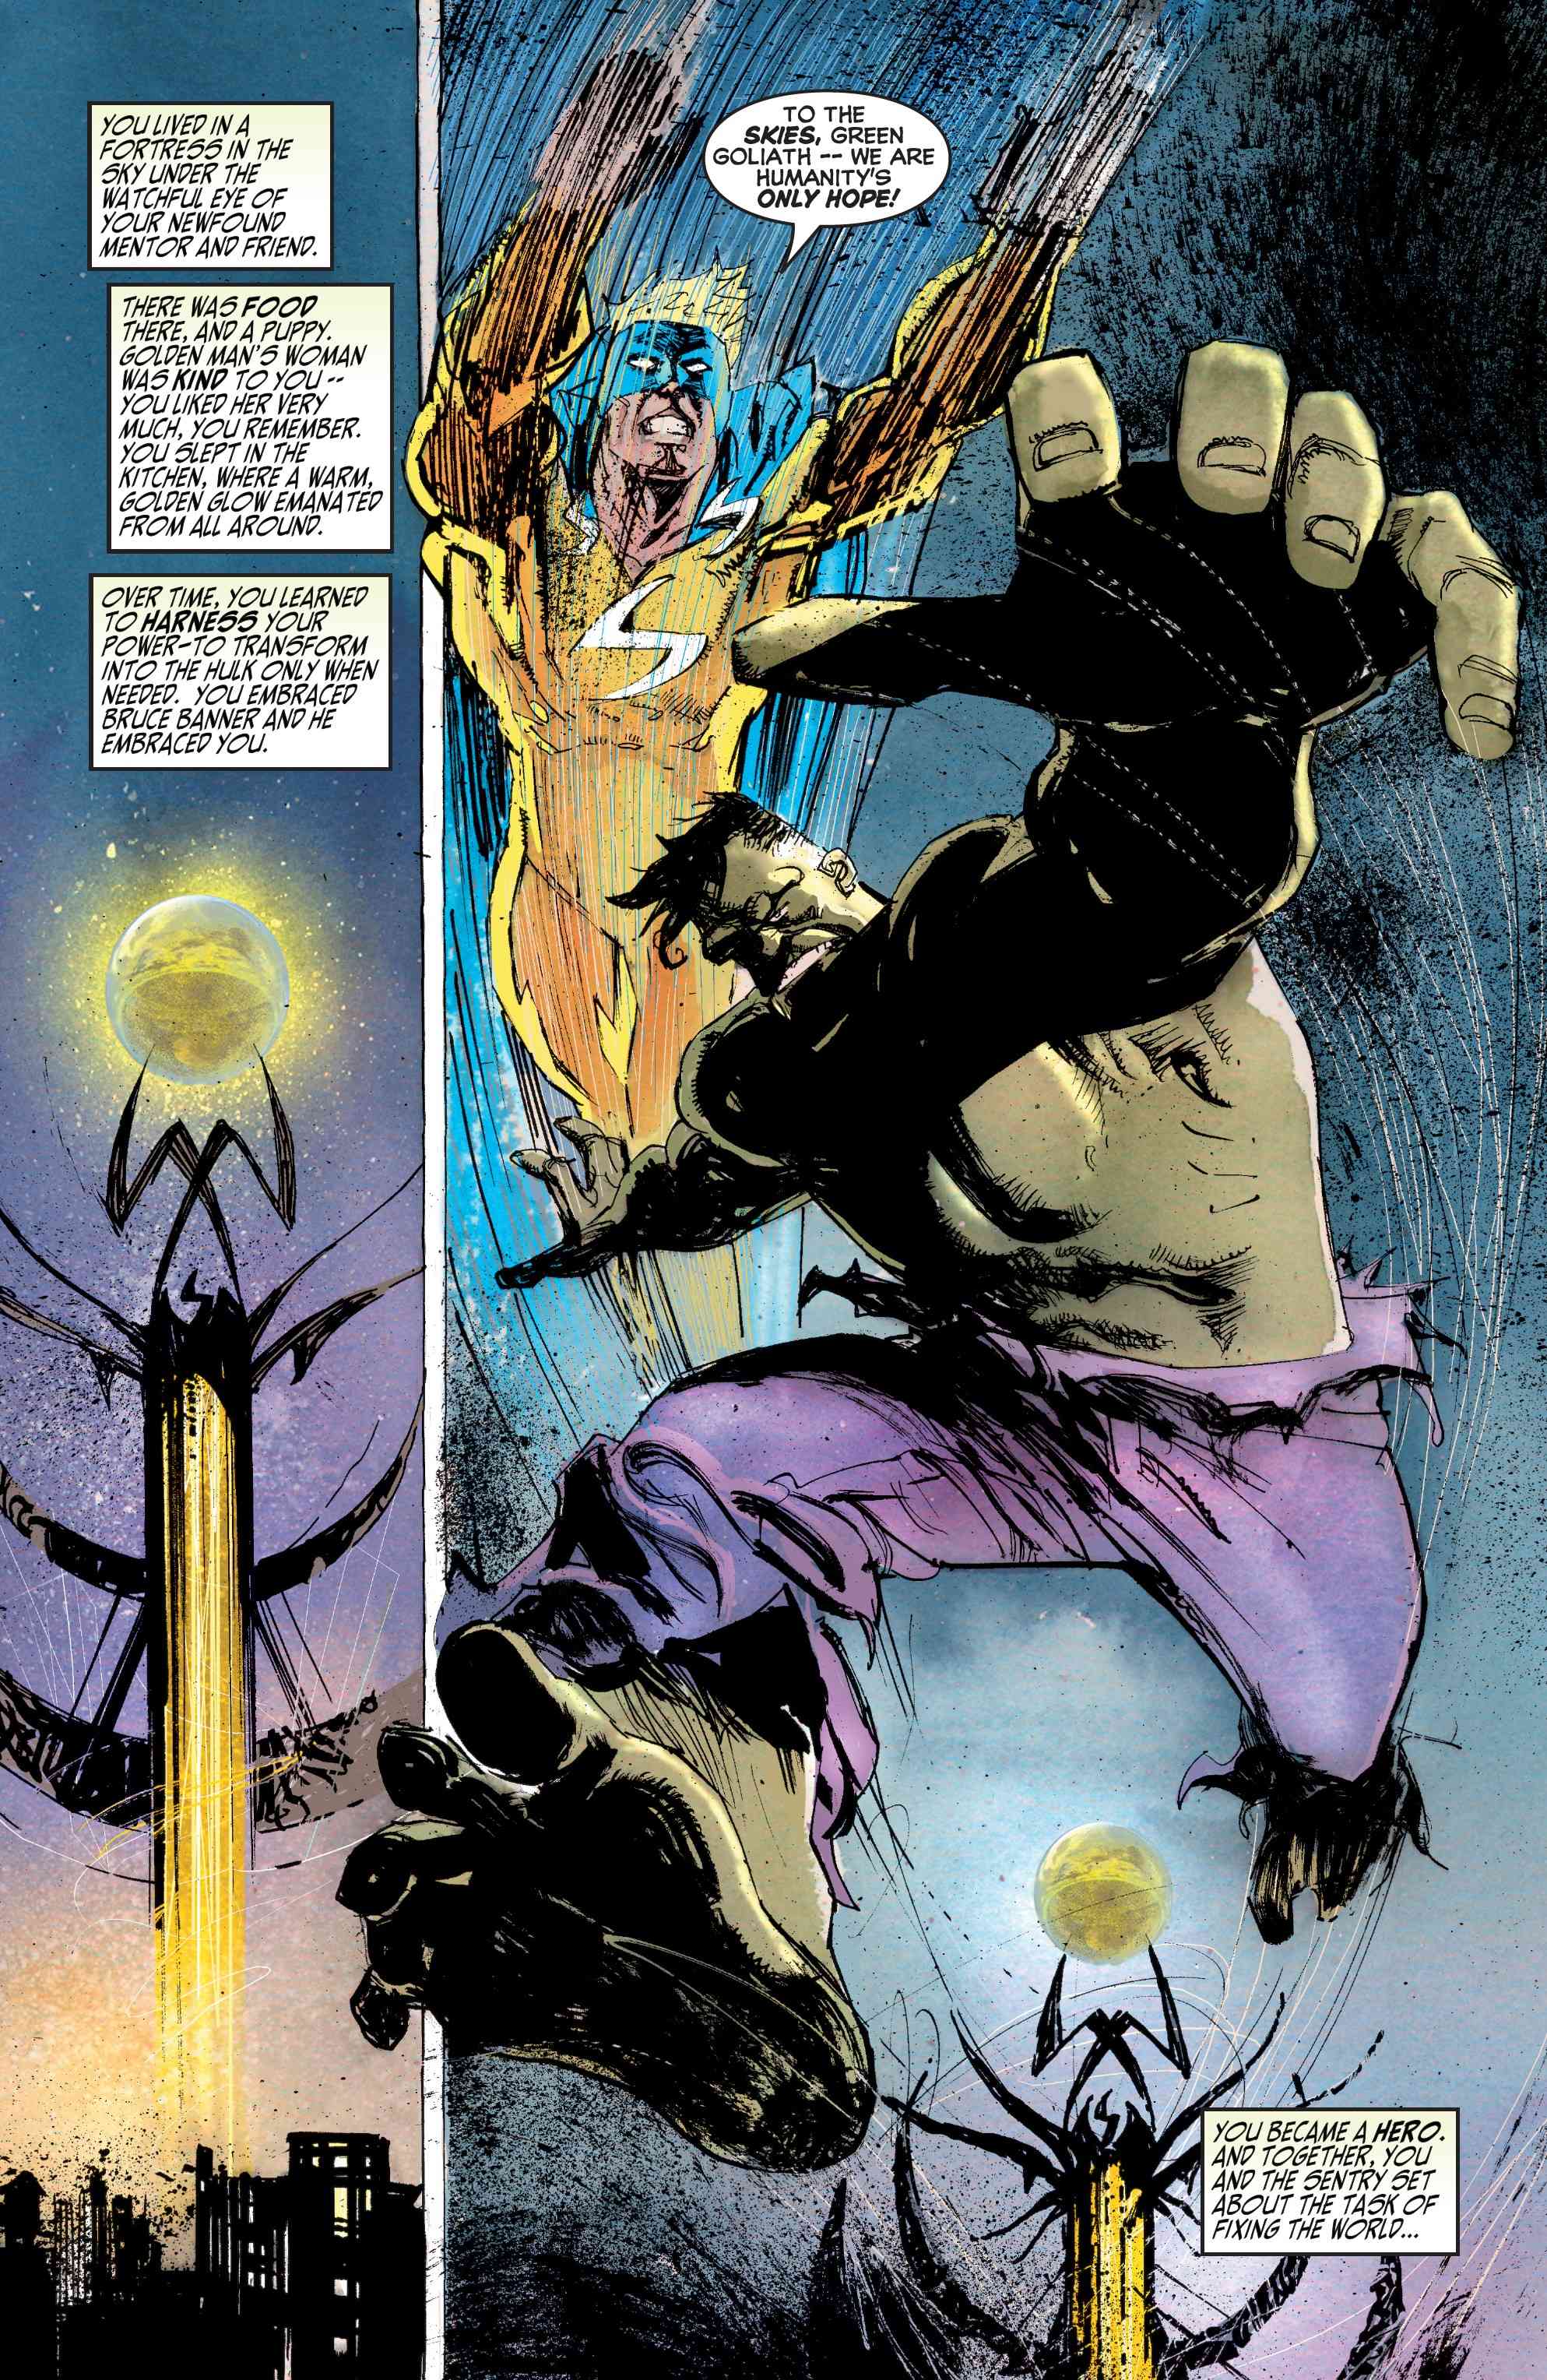 YOU LIVED IN A
FORTRESS IN THE
SKY UNDER THE
WATCHFUL EYE OF
YOUR NEWFOUND
MENTOR AND FRIEND.
THERE WAS FOOD
THERE, AND A PUPPY.
GOLDEN MAN'S WOMAN
WAS KIND TO YOU --
YOU LIKED HER VERY
MUCH, YOU REMEMBER.
YOU SLEPT IN THE
KITCHEN, WHERE A WARM,
GOLDEN GLOW EMANATED
FROM ALL AROUND.
OVER TIME, YOU LEARNED
TO HARNESS YOUR
POWER-TO TRANSFORM
INTO THE HULK ONLY WHEN
NEEDED. YOU EMBRACED
BRUCE BANNER AND HE
EMBRACED YOU.
TO THE
SKIES, GREEN
GOLIATH -- WE ARE
HUMANITY'S
ONLY HOPE!
S
YOU BECAME A HERO.
AND TOGETHER, YOU
AND THE SENTRY SET
ABOUT THE TASK OF
FIXING THE WORLD...